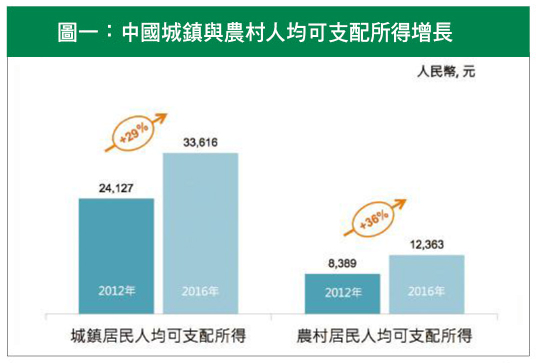 圖一：中國城鎮與農村人均可支配所得增長
人民幣, 元
+29%
33,616
24,127
+36%
12,363
8,389
2012年
2016年
2012年
2016年
城鎮居民人均可支配所得
農村居民人均可支配所得